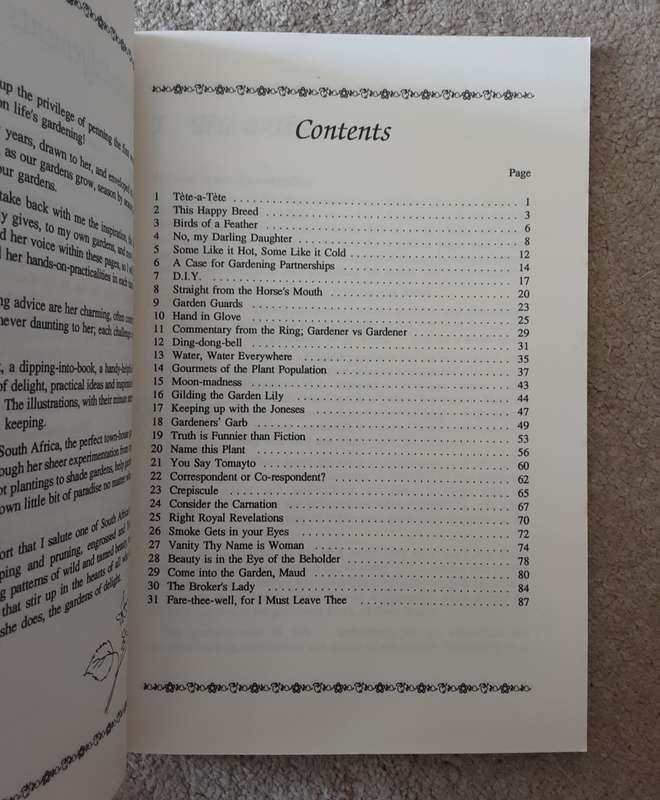 up the privilege of penning the
on life's gardening!
years, drawn to her, and enveloped
as our gardens grow, season by
our gardens.
take back with me the inspiration,
gives, to my own gardens, and
her voice within these pages, so I
her hands-on-practicalities in each
ing advice are her charming, often
never daunting to her; each challenge
a dipping-into-book, a handy-helpful
of delight, practical ideas and inspiration
The illustrations, with their minute
keeping.
South Africa, the perfect town-house
through her sheer experimentation from
plantings to shade gardens, help
own little bit of paradise no matter
ort that I salute one of South Africa
ping and pruning, engrossed and
patterns of wild and tamed beauty
that stir up in the hearts of all
she does, the gardens of delight.
Contents
Page
1 Tète-a-Tète 1
2 This Happy Breed 3
3 Birds of a Feather 6
4 No, my Darling Daughter 8
5 Some Like it Hot, Some Like it Cold 12
6 A Case for Gardening Partnerships 14
7 D.I.Y. 17
8 Straight from the Horse's Mouth 20
9 Garden Guards 23
10 Hand in Glove 25
11 Commentary from the Ring; Gardener vs Gardener 29
12 Ding-dong-bell 31
13 Water, Water Everywhere 35
14 Gourmets of the Plant Population 37
15 Moon-madness 43
16 Gilding the Garden Lily 44
17 Keeping up with the Joneses 47
18 Gardeners' Garb 49
19 Truth is Funnier than Fiction 53
20 Name this Plant 56
21 You Say Tomayto 60
22 Correspondent or Co-respondent? 62
23 Crepiscule 65
24 Consider the Carnation 67
25 Right Royal Revelations 70
26 Smoke Gets in your Eyes 72
27 Vanity Thy Name is Woman 74
28 Beauty is in the Eye of the Beholder 78
29 Come into the Garden, Maud 80
30 The Broker's Lady 84
31 Fare-thee-well, for I Must Leave Thee 87